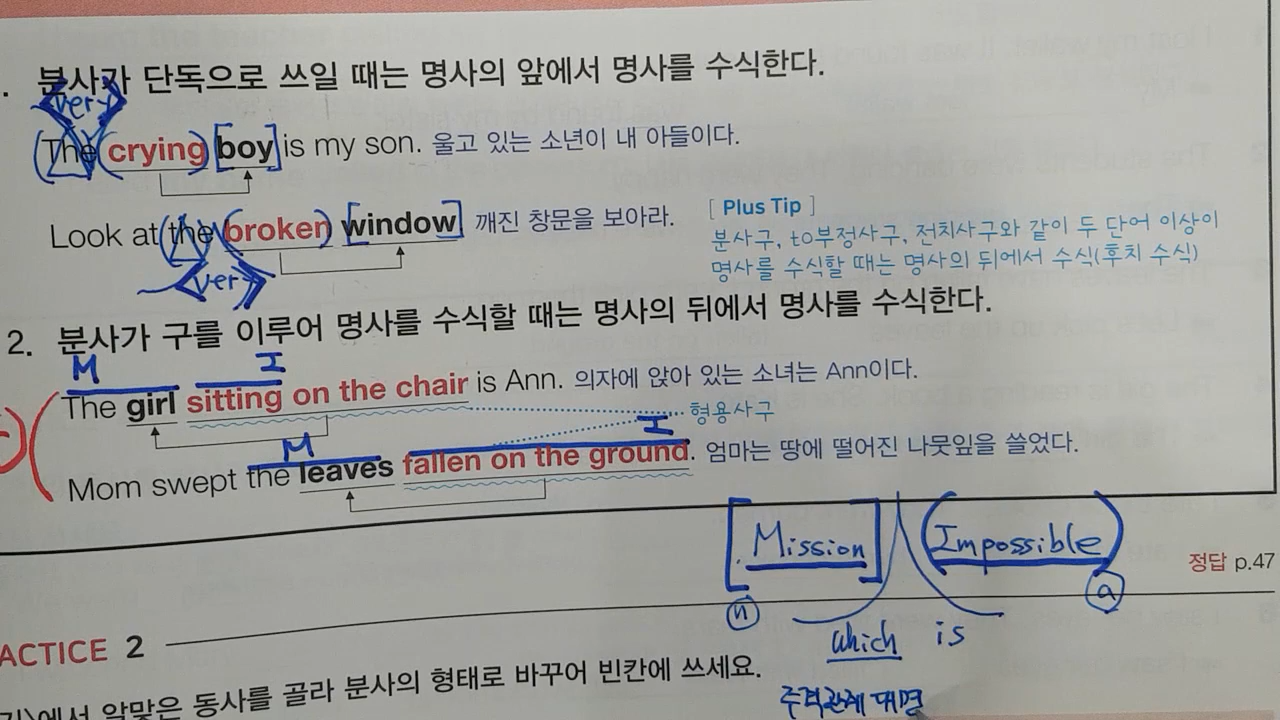 . 분사가 단독으로 쓰일 때는 명사의 앞에서 명사를 수식한다.
very
The crying boy is my son. 울고 있는 소년이 내 아들이다.
Look at the broken window 깨진 창문을 보아라.
very
[ Plus Tip ]
분사구, to부정사구, 전치사구와 같이 두 단어 이상이
명사를 수식할 때는 명사의 뒤에서 수식(후치 수식)
2. 분사가 구를 이루어 명사를 수식할 때는 명사의 뒤에서 명사를 수식한다.
M I
The girl sitting on the chair is Ann. 의자에 앉아 있는 소녀는 Ann이다.
형용사구
M I
Mom swept the leaves fallen on the ground. 엄마는 땅에 떨어진 나뭇잎을 쓸었다.
[Mission] (Impossible)
n a
which is
주격관계대명
정답 p.47
ACTICE 2
에서 알맞은 동사를 골라 분사의 형태로 바꾸어 빈칸에 쓰세요.